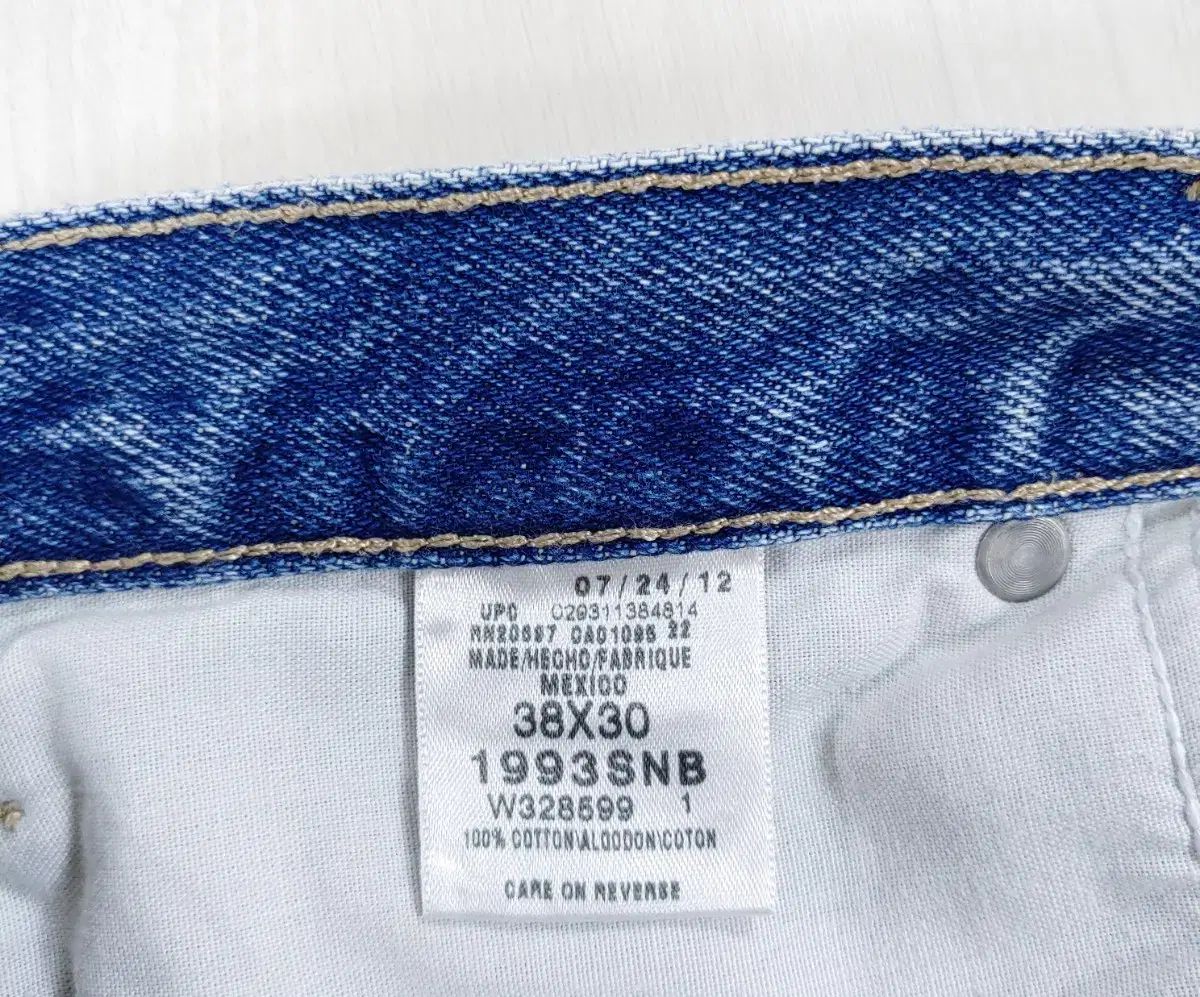 07/24/12
UPC 029311384814
RN20697 CA01095 22
MADE/HECHO/FABRIQUE
MEXICO
38X30
1993SNB
W328599 1
100% COTTON\ALGODON\COTON
CARE ON REVERSE